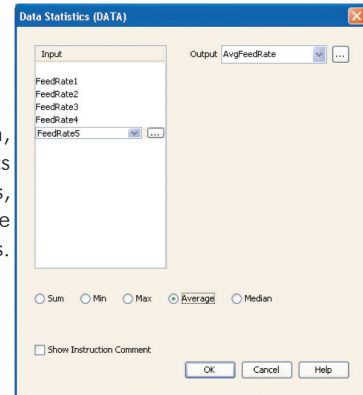 Data Statistics (DATA)
Input
Output AvgFeedRate ...
FeedRate1
FeedRate2
FeedRate3
FeedRate4
FeedRate5 ...
,
ts
s,
e
s.
Sum Min Max Average Median
Show Instruction Comment
OK Cancel Help